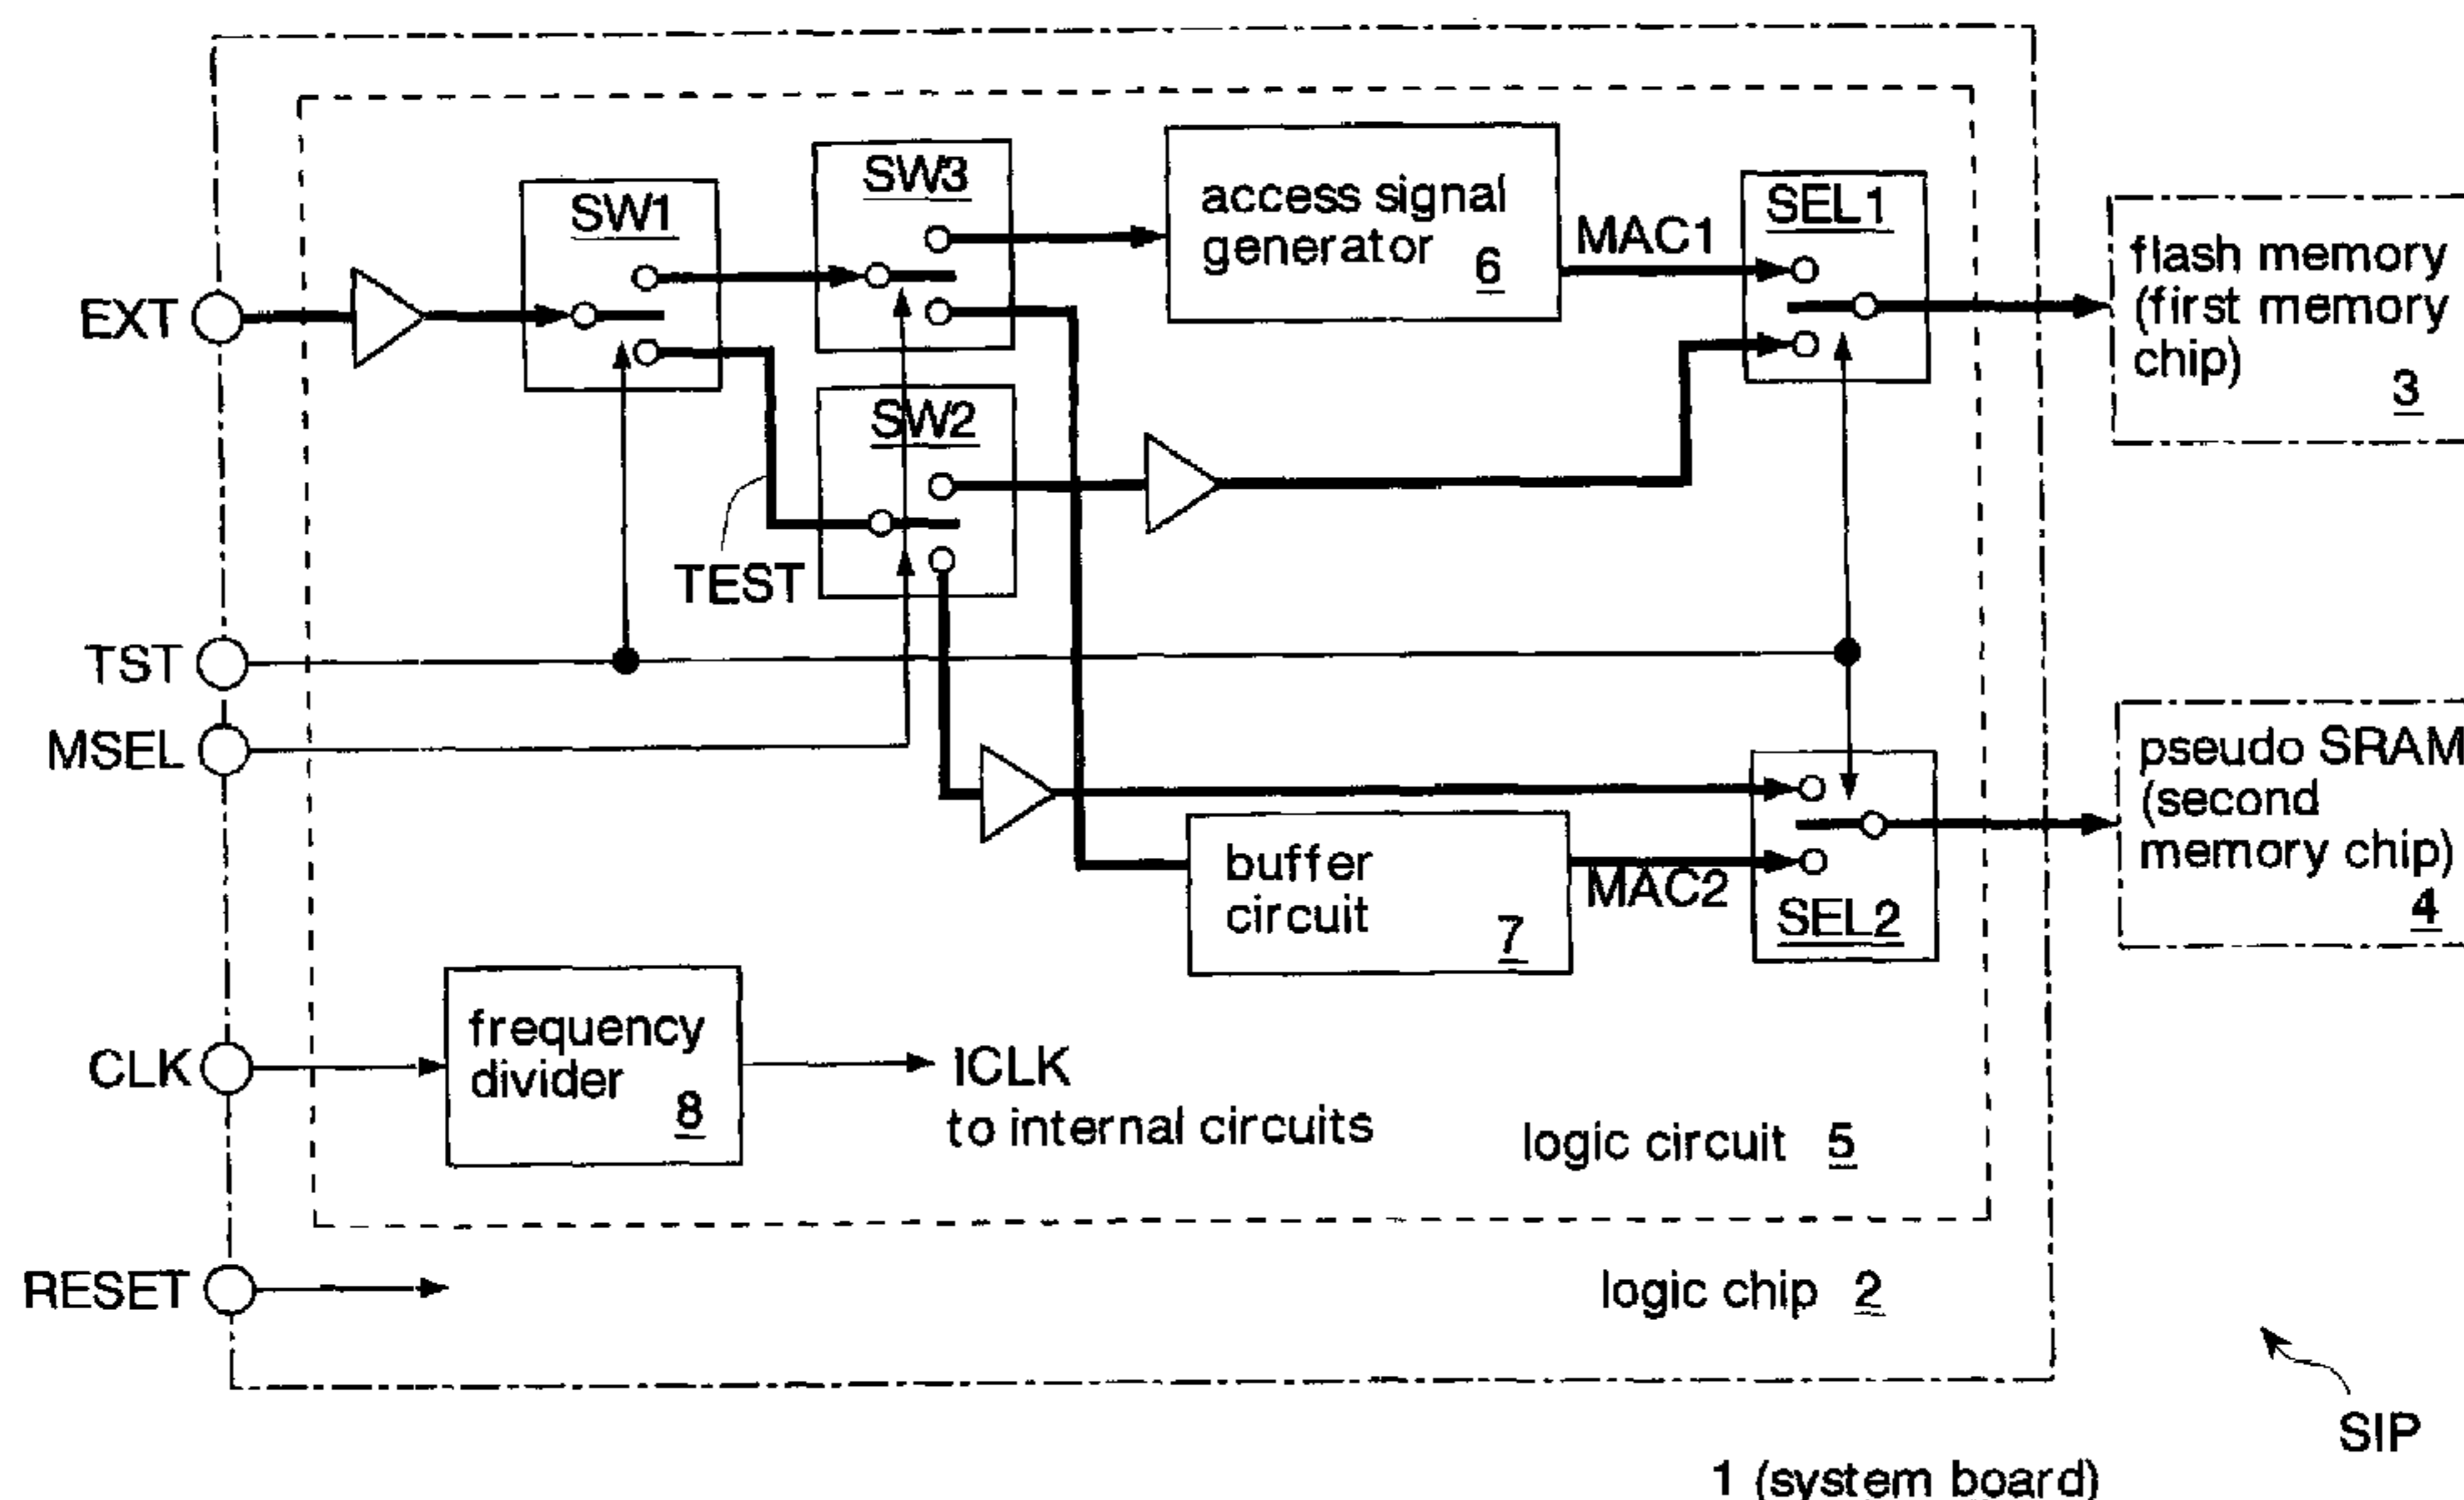 SW1
SW3
access signal
generator 6
MAC1
SEL1
flash memory
(first memory
chip)
3
EXT
SW2
TEST
TST
MSEL
pseudo SRAM
(second
memory chip)
4
buffer
circuit
7
MAC2
SEL2
frequency
divider
8
CLK
ICLK
to internal circuits
logic circuit 5
RESET
logic chip 2
SIP
1 (system board)